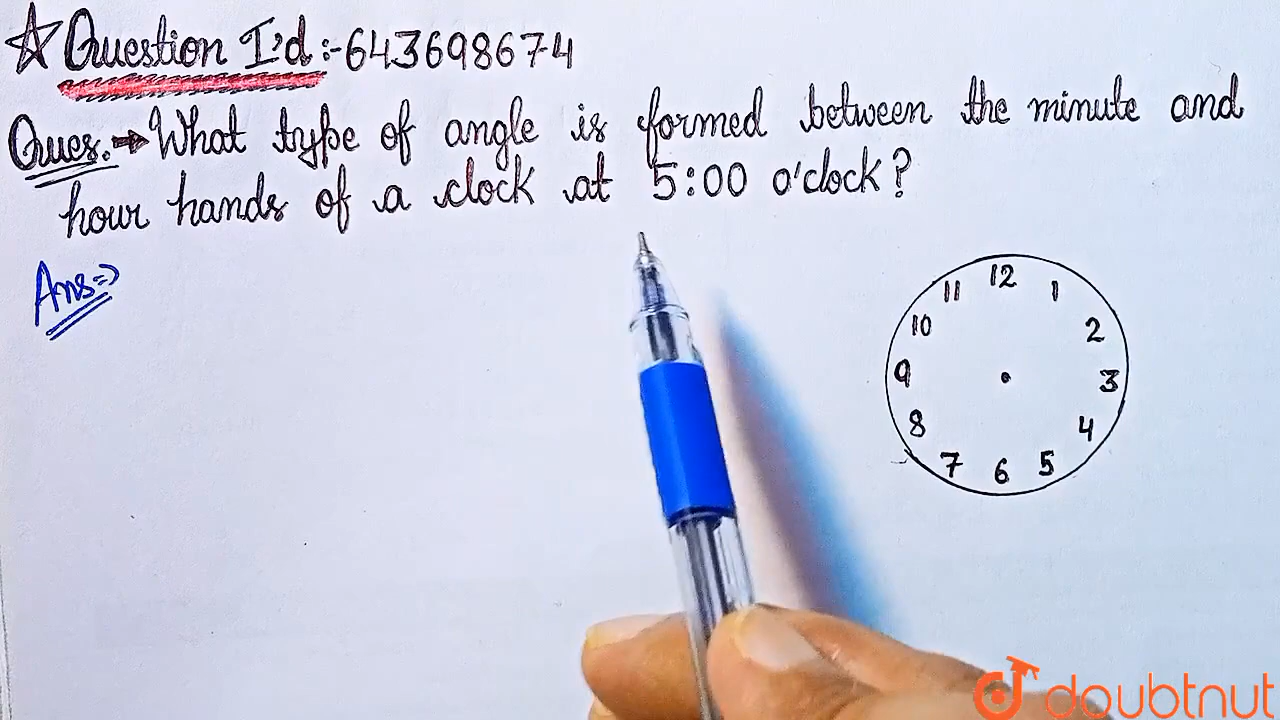 ☆ Question I'd :- 643698674
Ques. → What type of angle is formed between the minute and
hour hands of a clock at 5:00 o'clock?
Ans ⇒
12
11
1
10
2
9
3
8
4
7
6
5
doubtnut